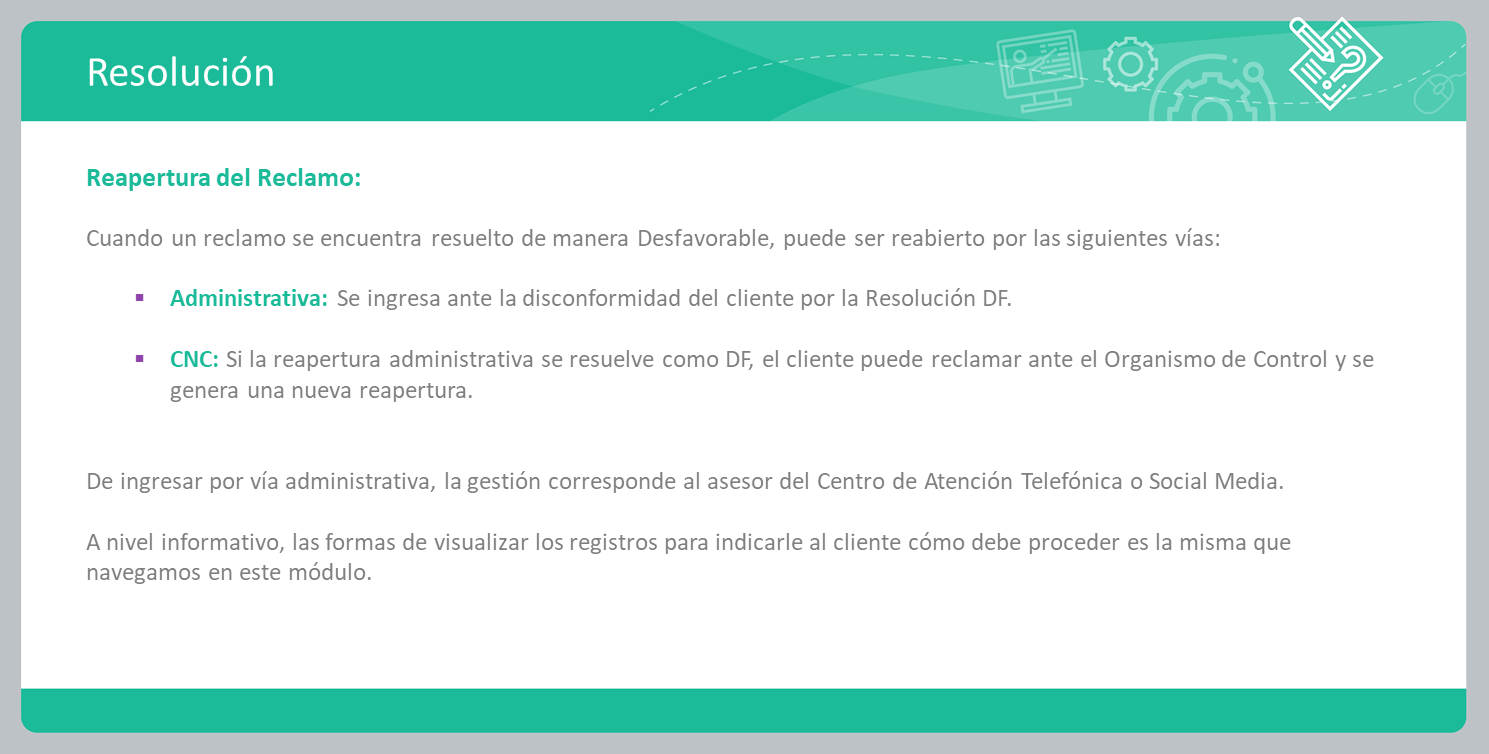 Resolución
Reapertura del Reclamo:
Cuando un reclamo se encuentra resuelto de manera Desfavorable, puede ser reabierto por las siguientes vías:
▪ Administrativa: Se ingresa ante la disconformidad del cliente por la Resolución DF.
▪ CNC: Si la reapertura administrativa se resuelve como DF, el cliente puede reclamar ante el Organismo de Control y se
genera una nueva reapertura.
De ingresar por vía administrativa, la gestión corresponde al asesor del Centro de Atención Telefónica o Social Media.
A nivel informativo, las formas de visualizar los registros para indicarle al cliente cómo debe proceder es la misma que
navegamos en este módulo.